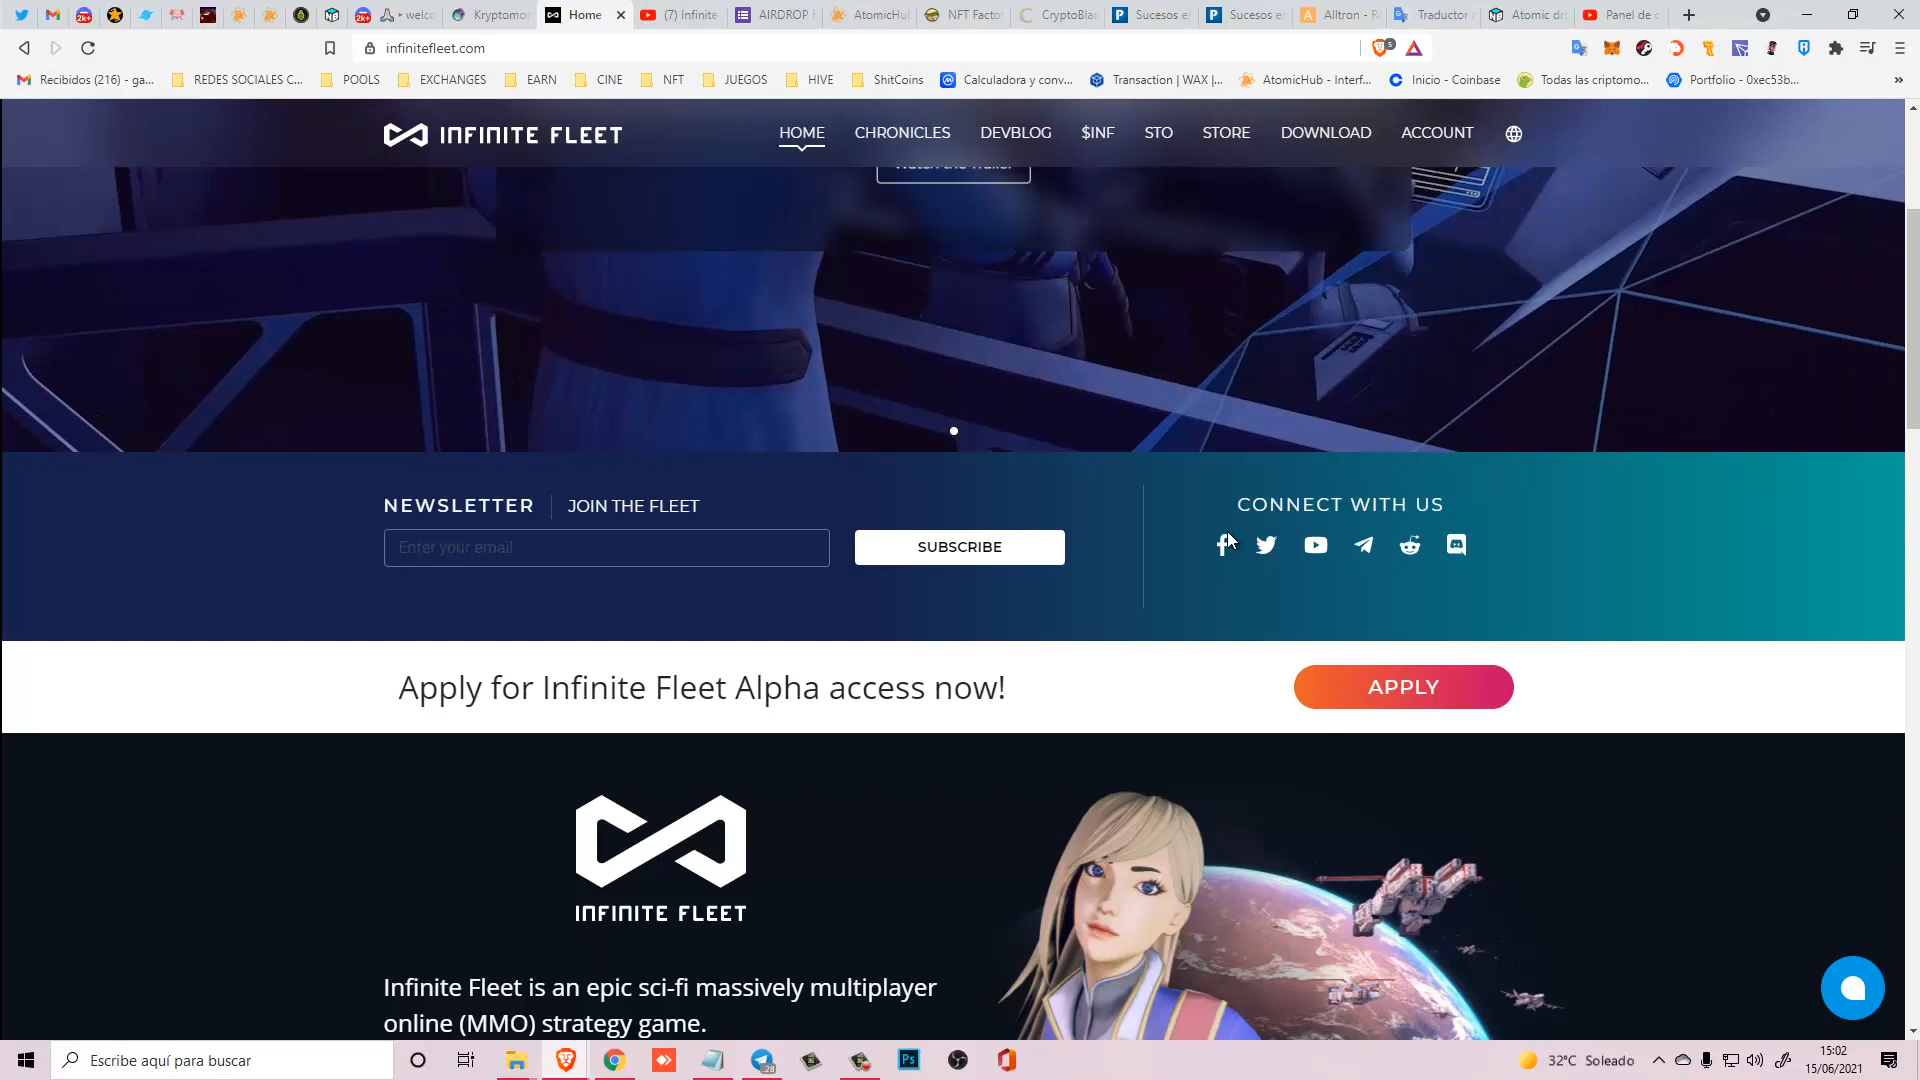 welco
Kryptomor
Home
(7) Infinite
AIRDROP F
AtomicHu
NFT Facto
CryptoBla
Sucesos e
Sucesos e
Alltron - R
Traductor
Atomic dr
Panel de c
infinitefleet.com
5
Recibidos (216) - ga...
REDES SOCIALES C...
POOLS
EXCHANGES
EARN
CINE
NFT
JUEGOS
HIVE
ShitCoins
Calculadora y conv...
Transaction | WAX |...
AtomicHub - Interf...
Inicio - Coinbase
Todas las criptomo...
Portfolio - 0xec53b...
INFINITE FLEET
HOME
CHRONICLES
DEVBLOG
$INF
STO
STORE
DOWNLOAD
ACCOUNT
NEWSLETTER
JOIN THE FLEET
Enter your email
SUBSCRIBE
CONNECT WITH US
Apply for Infinite Fleet Alpha access now!
APPLY
INFINITE FLEET
Infinite Fleet is an epic sci-fi massively multiplayer
online (MMO) strategy game.
Escribe aquí para buscar
Ps
32°C Soleado
15:02
15/06/2021